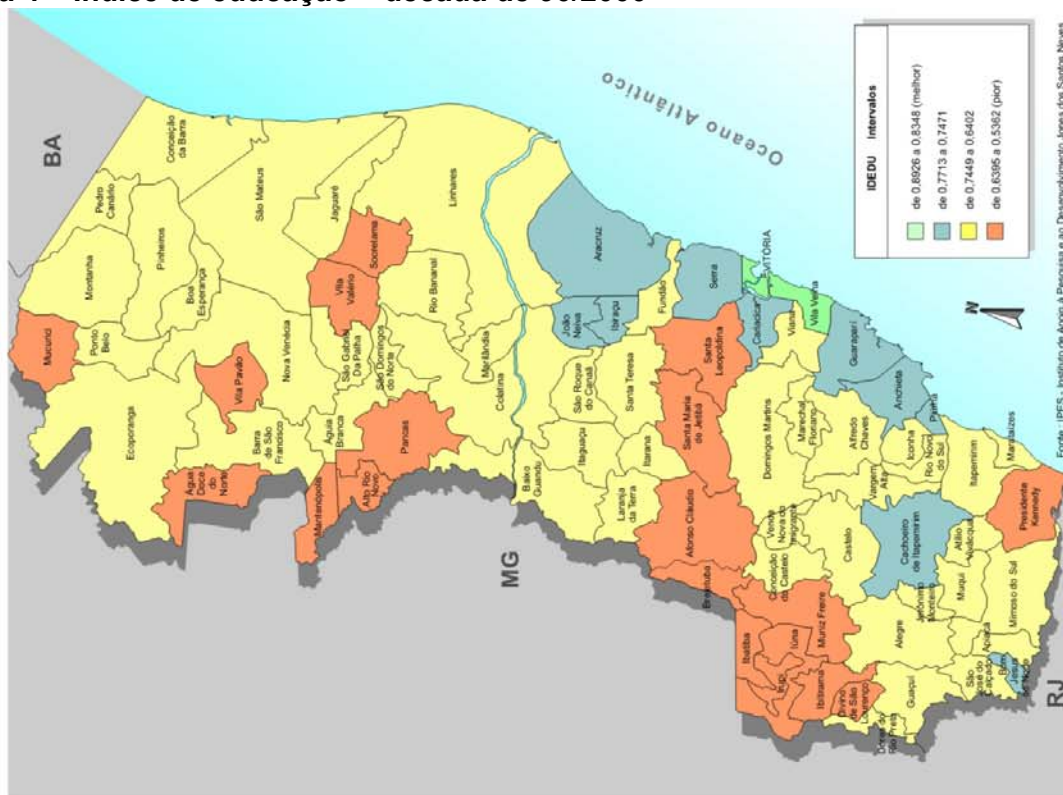 Índice de educação – década de 90/2000
BA
MG
RJ
Oceano Atlântico
IDEDU Intervalos
de 0,8926 a 0,8348 (melhor)
de 0,7713 a 0,7471
de 0,7449 a 0,6402
de 0,6395 a 0,5362 (pior)
N
Mucurici
Montanha
Pedro
Canário
Conceição
da Barra
Ponto
Belo
Pinheiros
Boa
Esperança
São Mateus
Ecoporanga
Vila Pavão
Nova Venécia
Jaguaré
Água
Doce
do
Norte
Barra
de São
Francisco
Vila
Valério
Sooretama
Linhares
São Gabriel
Da Palha
Águia
Branca
São Domingos
do Norte
Rio Bananal
Mantenópolis
Alto Rio
Novo
Pancas
Marilândia
Colatina
Baixo
Guandu
João
Neiva
Aracruz
Ibiraçu
São Roque
do Canaã
Itaguaçu
Santa Teresa
Fundão
Laranja
da Terra
Itarana
Serra
Santa
Leopoldina
Santa Maria
de Jetibá
Cariacica
VITÓRIA
Viana
Vila Velha
Afonso Cláudio
Domingos Martins
Marechal
Floriano
Guarapari
Brejetuba
Venda
Nova do
Imigrante
Conceição
do Castelo
Alfredo
Chaves
Anchieta
Ibatiba
Iúna
Muniz Freire
Castelo
Vargem
Alta
Iconha
Piúma
Rio Novo
do Sul
Irupi
Ibitirama
Cachoeiro
de Itapemirim
Itapemirim
Marataízes
Divino
de São
Lourenço
Alegre
Jerônimo
Monteiro
Atílio
Vivácqua
Muqui
Presidente
Kennedy
Dores do
Rio Preto
Guaçuí
Mimoso do Sul
São
José do
Calçado
Apiacá
Bom
Jesus
do Norte
Fonte : IPES - Instituto de Apoio à Pesquisa e ao Desenvolvimento Jones dos Santos Neves